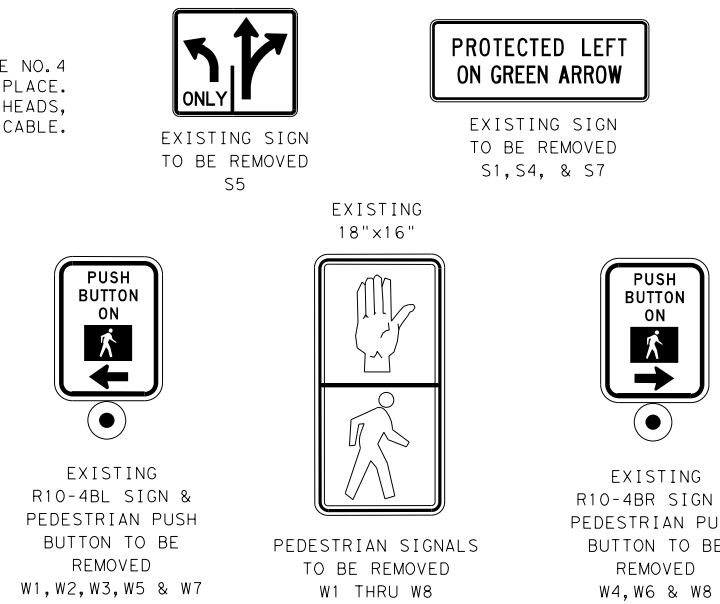 E NO.4
PLACE.
HEADS,
CABLE.
ONLY
EXISTING SIGN
TO BE REMOVED
S5
PROTECTED LEFT
ON GREEN ARROW
EXISTING SIGN
TO BE REMOVED
S1,S4, & S7
PUSH
BUTTON
ON
EXISTING
R10-4BL SIGN &
PEDESTRIAN PUSH
BUTTON TO BE
REMOVED
W1,W2,W3,W5 & W7
EXISTING
18"x16"
PEDESTRIAN SIGNALS
TO BE REMOVED
W1 THRU W8
PUSH
BUTTON
ON
EXISTING
R10-4BR SIGN
PEDESTRIAN PU
BUTTON TO BE
REMOVED
W4,W6 & W8